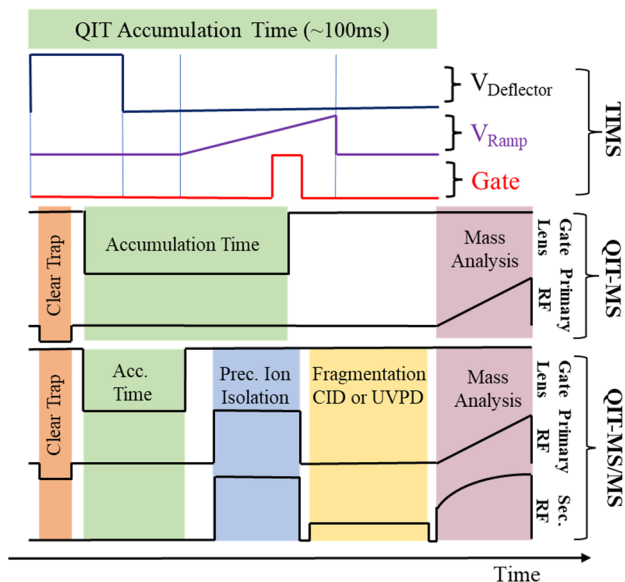 QIT Accumulation Time (~100ms)
VDeflector
VRamp
Gate
TIMS
Clear Trap
Accumulation Time
Mass
Analysis
Gate
Lens
Primary
RF
QIT-MS
Clear Trap
Acc.
Time
Prec. Ion
Isolation
Fragmentation
CID or UVPD
Mass
Analysis
Gate
Lens
Primary
RF
Sec.
RF
QIT-MS/MS
Time